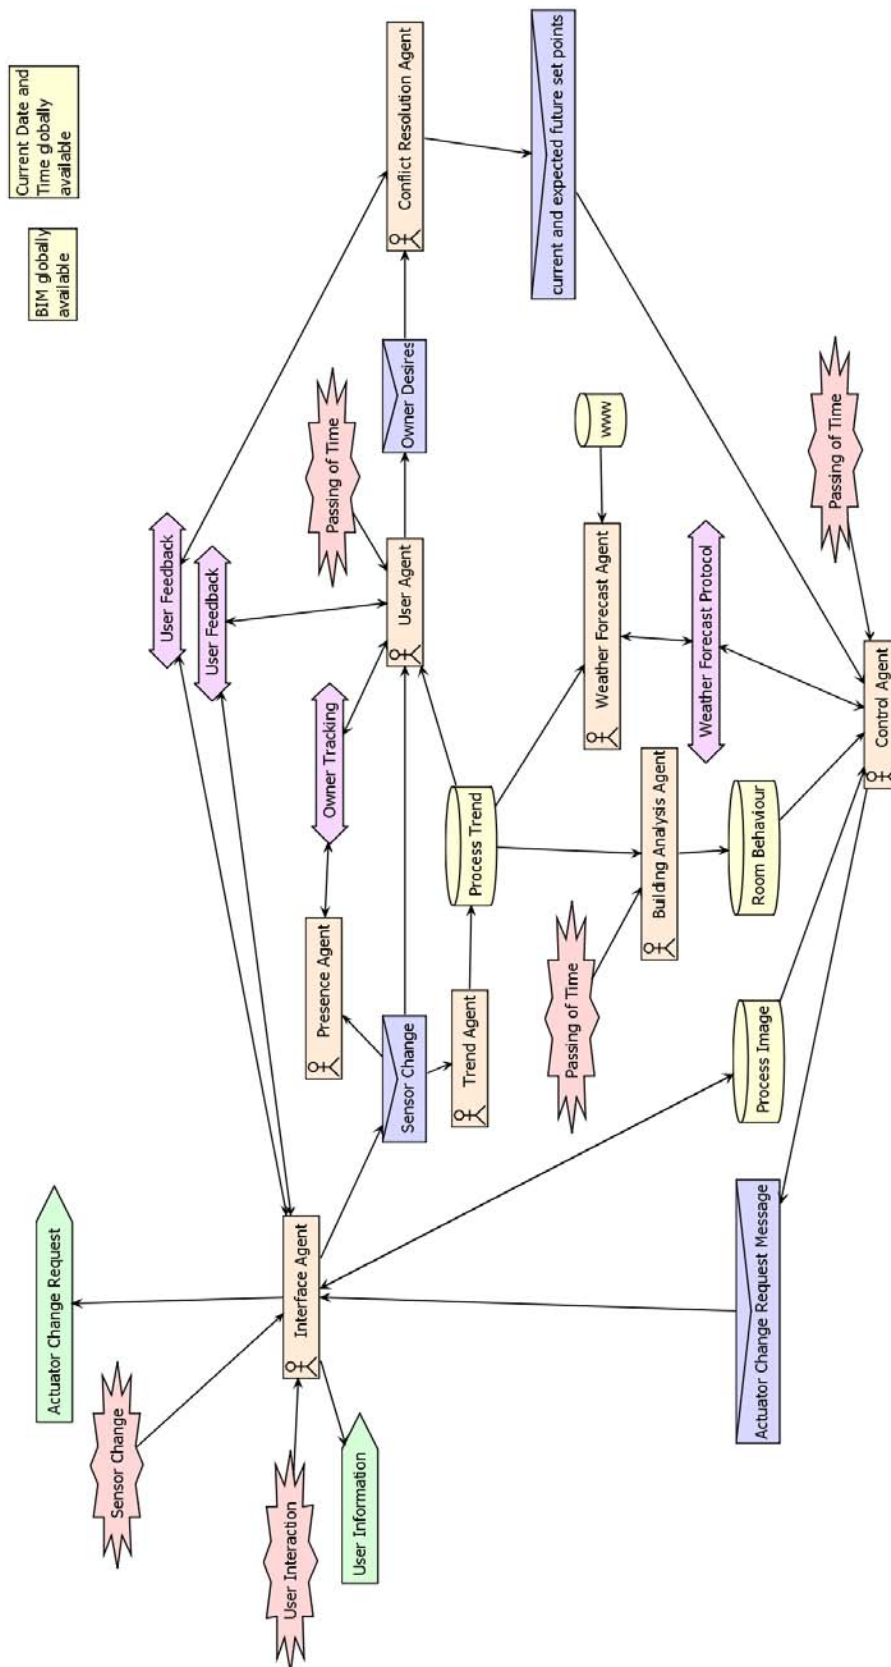 Current Date and
Time globally
available
BIM globally
available
Conflict Resolution Agent
current and expected future set points
Owner Desires
Passing of Time
User Feedback
User Feedback
User Agent
www
Weather Forecast Agent
Weather Forecast Protocol
Passing of Time
Control Agent
Owner Tracking
Process Trend
Building Analysis Agent
Room Behaviour
Presence Agent
Sensor Change
Trend Agent
Passing of Time
Process Image
Actuator Change Request
Interface Agent
Actuator Change Request Message
Sensor Change
User Interaction
User Information